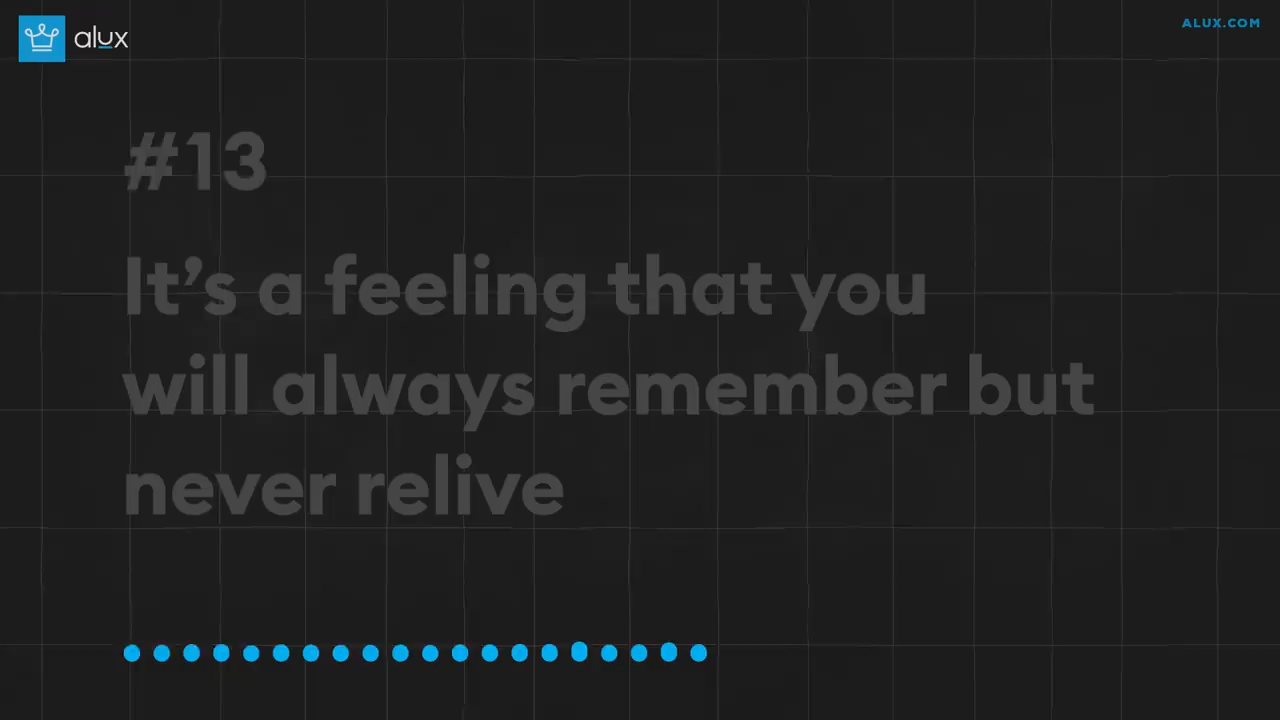 alux
ALUX.COM
#13
It’s a feeling that you
will always remember but
never relive